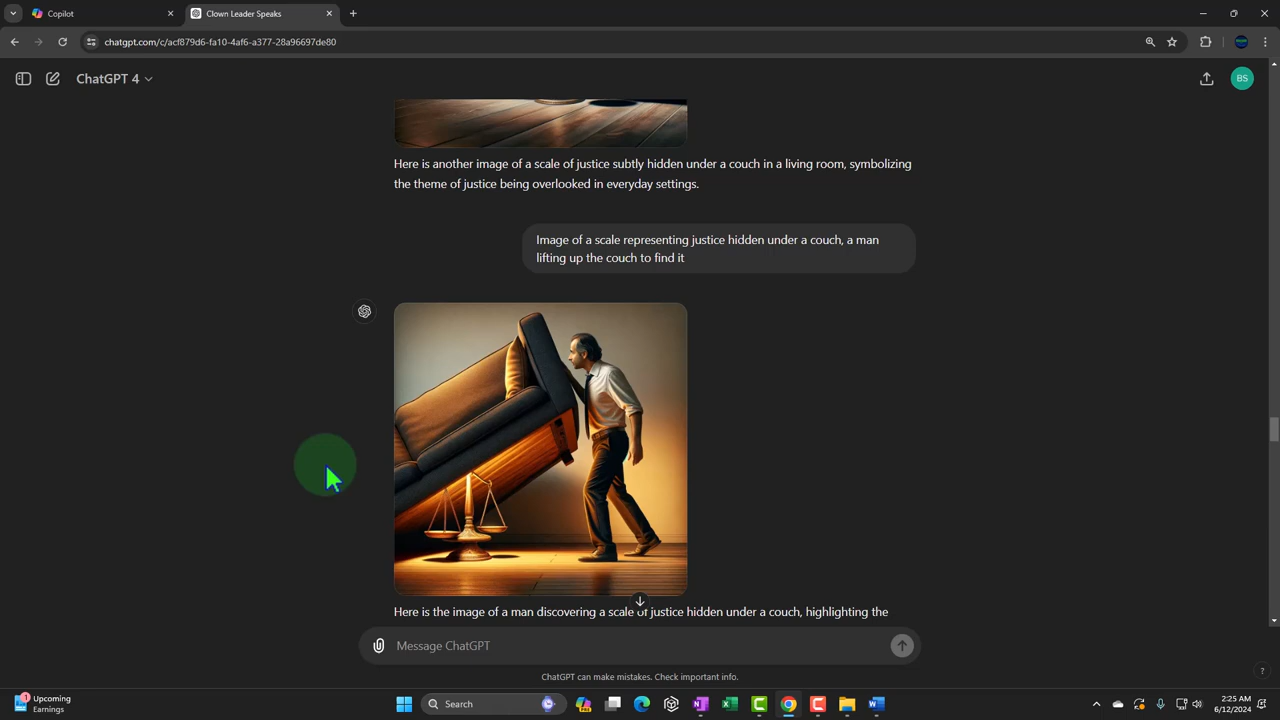 Copilot
Clown Leader Speaks
chatgpt.com/c/acf879d6-fa10-4af6-a377-28a96697de80
ChatGPT 4
BS
Here is another image of a scale of justice subtly hidden under a couch in a living room, symbolizing
the theme of justice being overlooked in everyday settings.
Image of a scale representing justice hidden under a couch, a man
lifting up the couch to find it
Here is the image of a man discovering a scale of justice hidden under a couch, highlighting the
Message ChatGPT
ChatGPT can make mistakes. Check important info.
?
1
Upcoming
Earnings
Search
2:25 AM
6/12/2024